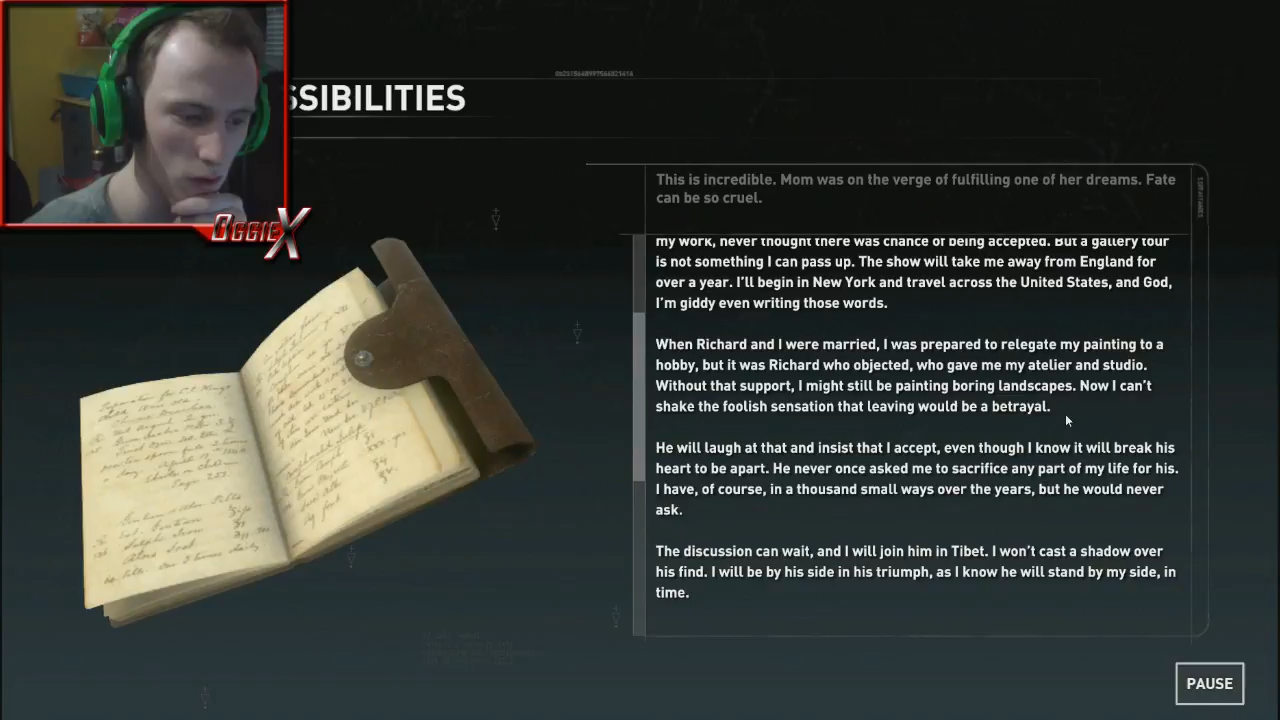 SSIBILITIES
OGGIEX
This is incredible. Mom was on the verge of fulfilling one of her dreams. Fate
can be so cruel.
my work, never thought there was chance of being accepted. But a gallery tour
is not something I can pass up. The show will take me away from England for
over a year. I'll begin in New York and travel across the United States, and God,
I'm giddy even writing those words.
When Richard and I were married, I was prepared to relegate my painting to a
hobby, but it was Richard who objected, who gave me my atelier and studio.
Without that support, I might still be painting boring landscapes. Now I can't
shake the foolish sensation that leaving would be a betrayal.
He will laugh at that and insist that I accept, even though I know it will break his
heart to be apart. He never once asked me to sacrifice any part of my life for his.
I have, of course, in a thousand small ways over the years, but he would never
ask.
The discussion can wait, and I will join him in Tibet. I won't cast a shadow over
his find. I will be by his side in his triumph, as I know he will stand by my side, in
time.
PAUSE